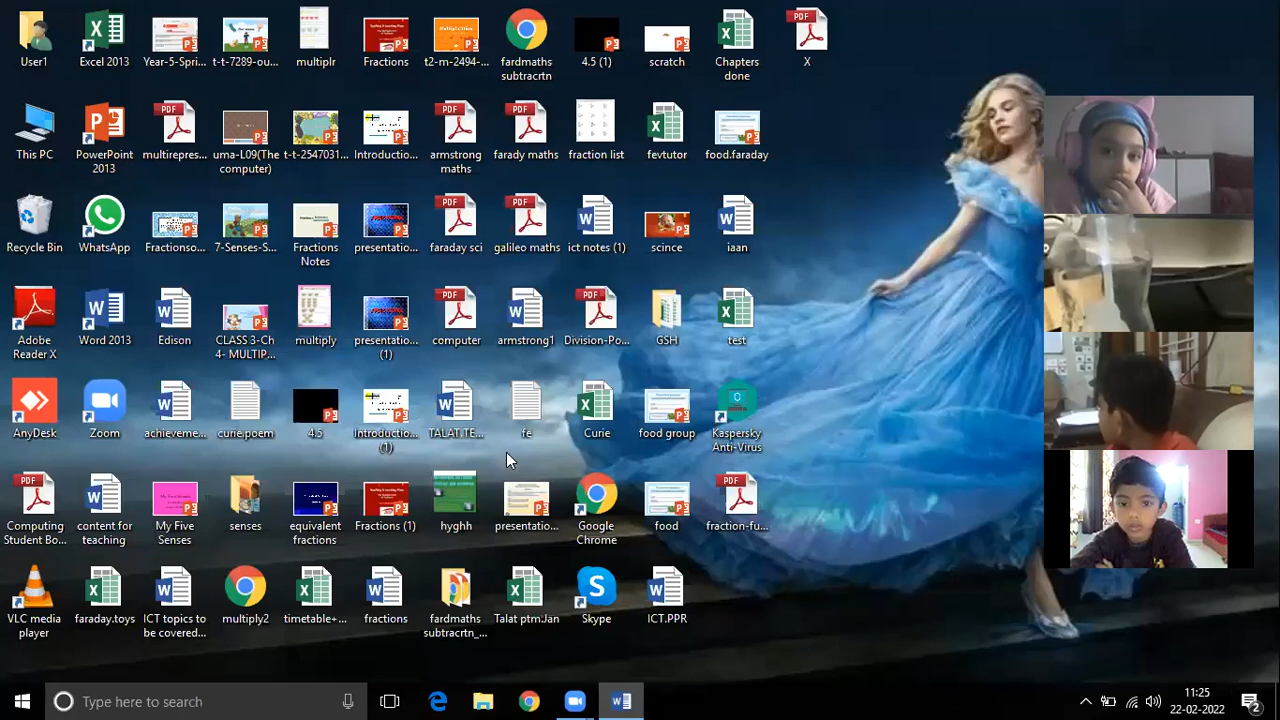 User1
Excel 2013
Year-5-Spri...
t-t-7289-ou...
multiplr
Fractions
t2-m-2494-...
fardmaths
subtracrtn
4.5 (1)
scratch
Chapters
done
X
This PC
PowerPoint
2013
multirepres...
uma-L09(The
computer)
t-t-2547031...
Introductio...
armstrong
maths
farady maths
fraction list
fevtutor
food.faraday
Recycle Bin
WhatsApp
Fractionso...
7-Senses-S...
Fractions
Notes
presentatio...
faraday sci
galileo maths
ict notes (1)
scince
iaan
Adobe
Reader X
Word 2013
Edison
CLASS 3-Ch
4- MULTIP...
multiply
presentatio...
(1)
computer
armstrong1
Division-Po...
GSH
test
AnyDesk
Zoom
achieveme...
curie.poem
4.5
Introductio...
(1)
TALAT.TE...
fe
Curie
food group
Kaspersky
Anti-Virus
Computing
Student Bo...
content for
teaching
My Five
Senses
senses
equivalent
fractions
Fractions (1)
hyghh
presentatio...
Google
Chrome
food
fraction-fu...
VLC media
player
faraday.toys
ICT topics to
be covered...
multiply2
timetable+...
fractions
fardmaths
subtracrtn_...
Talat ptm.Jan
Skype
ICT.PPR
Type here to search
11:25
22-02-2022